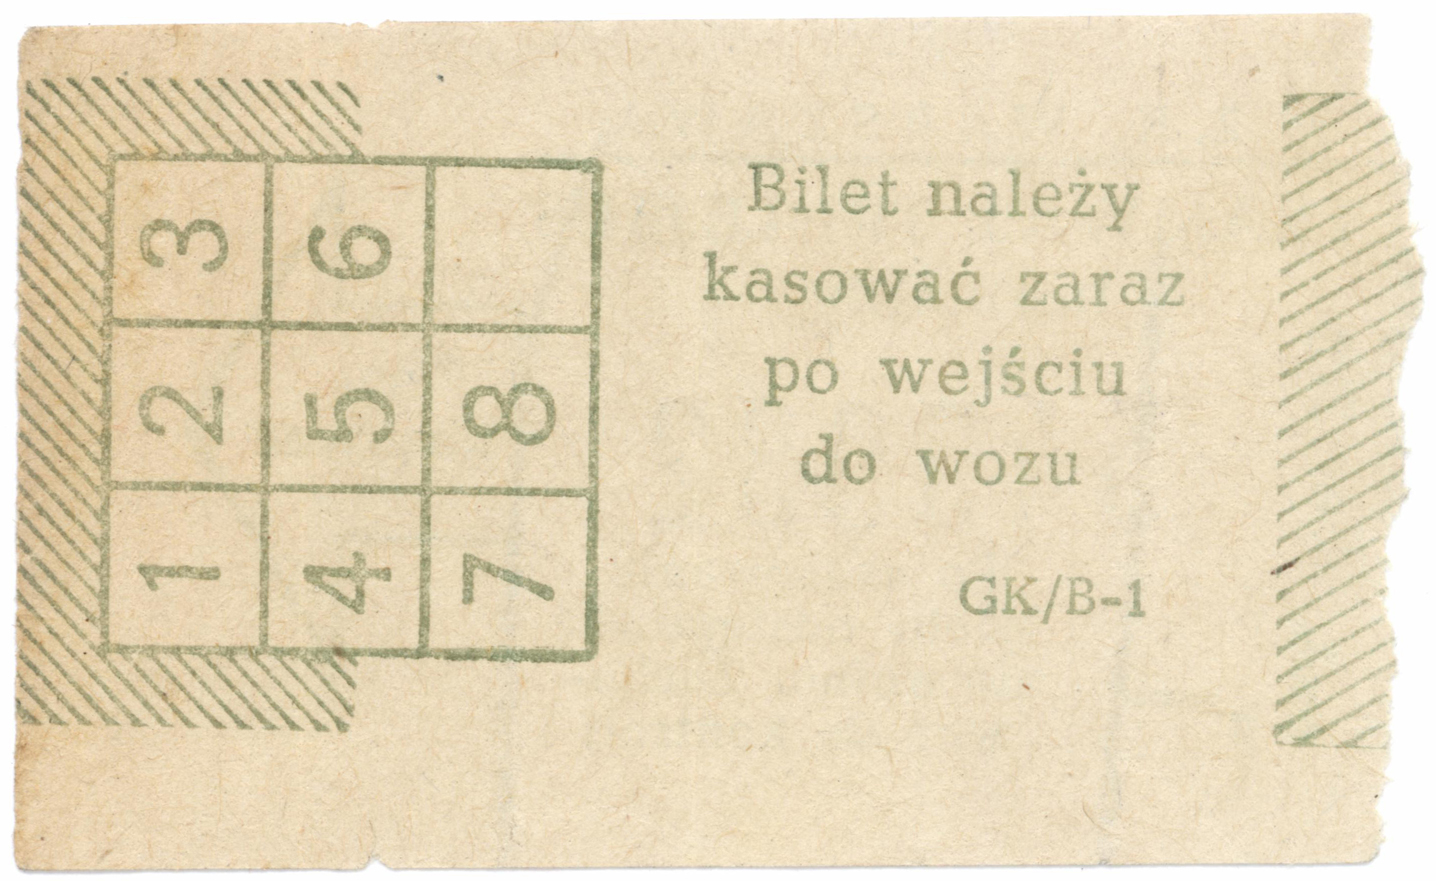 3 6
2 5 8
1 4 7
Bilet należy
kasować zaraz
po wejściu
do wozu
GK/B-1